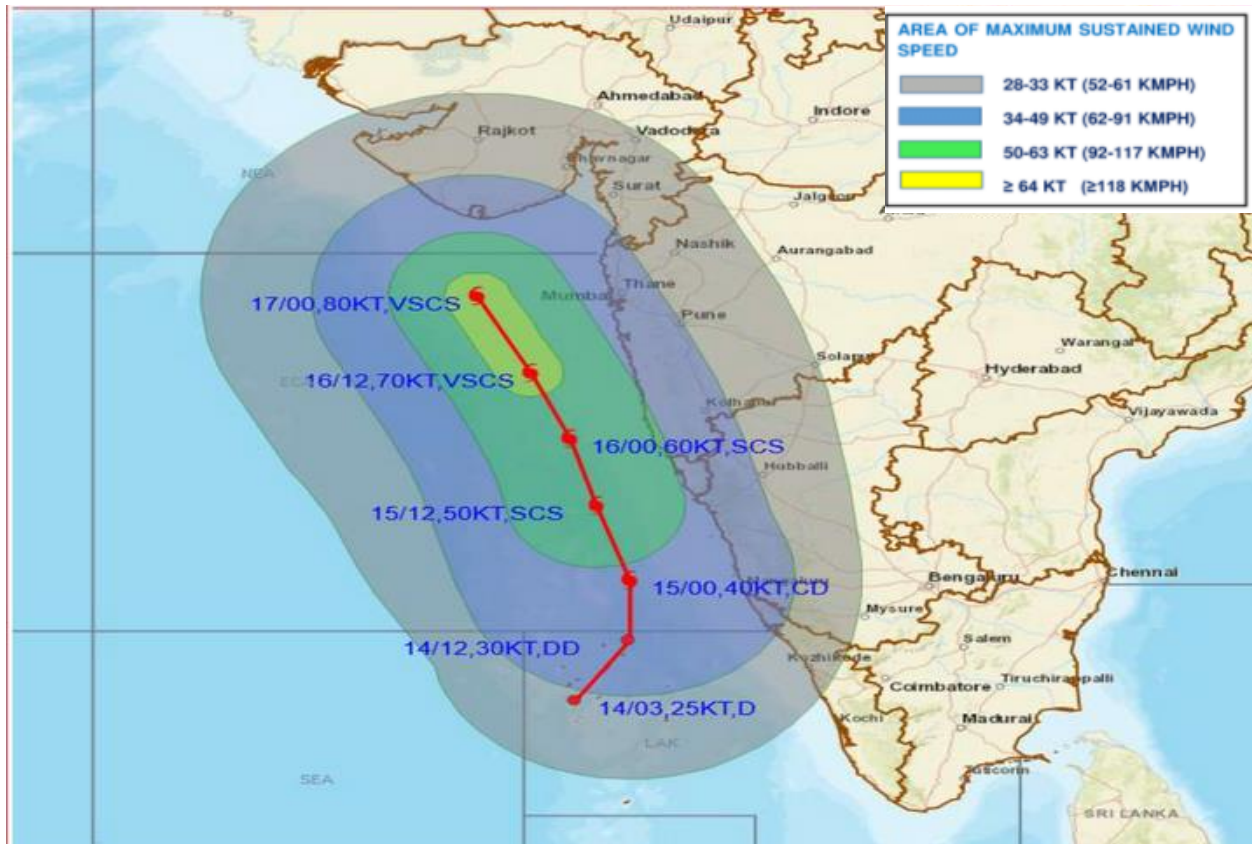 AREA OF MAXIMUM SUSTAINED WIND
SPEED
28-33 KT (52-61 KMPH)
34-49 KT (62-91 KMPH)
50-63 KT (92-117 KMPH)
≥ 64 KT (≥118 KMPH)
Udaipur
Ahmedabad
Indore
Rajkot
Vadodara
NEA
Surat
Jalgaon
Nashik
Aurangabad
Thane
Mumbai
17/00,80KT,VSCS
Pune
Warangal
Solapur
Hyderabad
16/12,70KT,VSCS
Kolhapur
Vijayawada
16/00,60KT,SCS
Hubballi
15/12,50KT,SCS
Chennai
Bengaluru
15/00,40KT,CD
Mysure
14/12,30KT,DD
Salem
Kozhikode
Tiruchirappalli
Coimbatore
14/03,25KT,D
Kochi
Madurai
LAK
Tuticorin
SEA
SRI LANKA